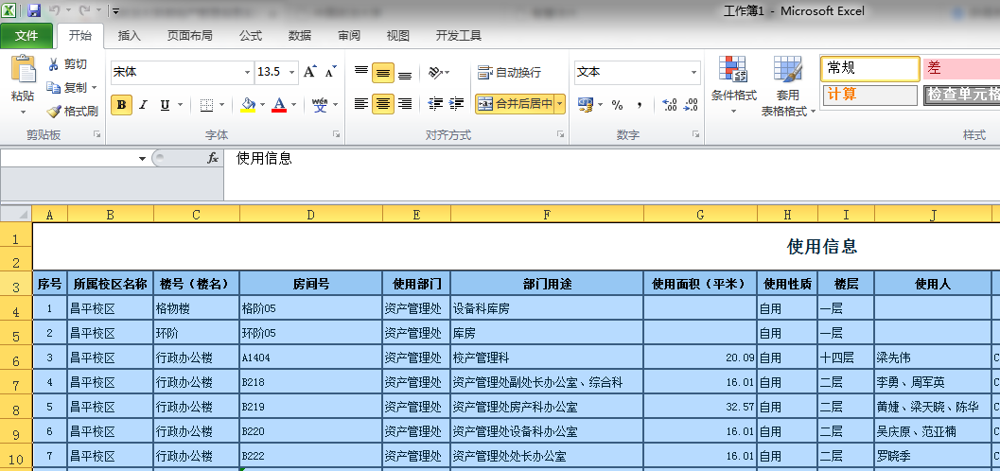 工作簿1 - Microsoft Excel
文件 开始 插入 页面布局 公式 数据 审阅 视图 开发工具
粘贴 剪切 复制 格式刷
宋体 13.5
B I U A A A wén 文
自动换行
合并后居中
文本
% ,
条件格式 套用表格格式
常规 差
计算 检查单元格
剪贴板 字体 对齐方式 数字 样式
fx 使用信息
A B C D E F G H I J
1 使用信息
2
3 序号 所属校区名称 楼号（楼名） 房间号 使用部门 部门用途 使用面积（平米） 使用性质 楼层 使用人
4 1 昌平校区 格物楼 格阶05 资产管理处 设备科库房 自用 一层
5 2 昌平校区 环阶 环阶05 资产管理处 库房 自用 一层
6 3 昌平校区 行政办公楼 A1404 资产管理处 校产管理科 20.09 自用 十四层 梁先伟
7 4 昌平校区 行政办公楼 B218 资产管理处 资产管理处副处长办公室、综合科 16.01 自用 二层 李勇、周军英
8 5 昌平校区 行政办公楼 B219 资产管理处 资产管理处房产科办公室 32.57 自用 二层 黄婕、梁天晥、陈华
9 6 昌平校区 行政办公楼 B220 资产管理处 资产管理处设备科办公室 16.01 自用 二层 吴庆原、范亚楠
10 7 昌平校区 行政办公楼 B222 资产管理处 资产管理处处长办公室 16.01 自用 二层 罗晓季